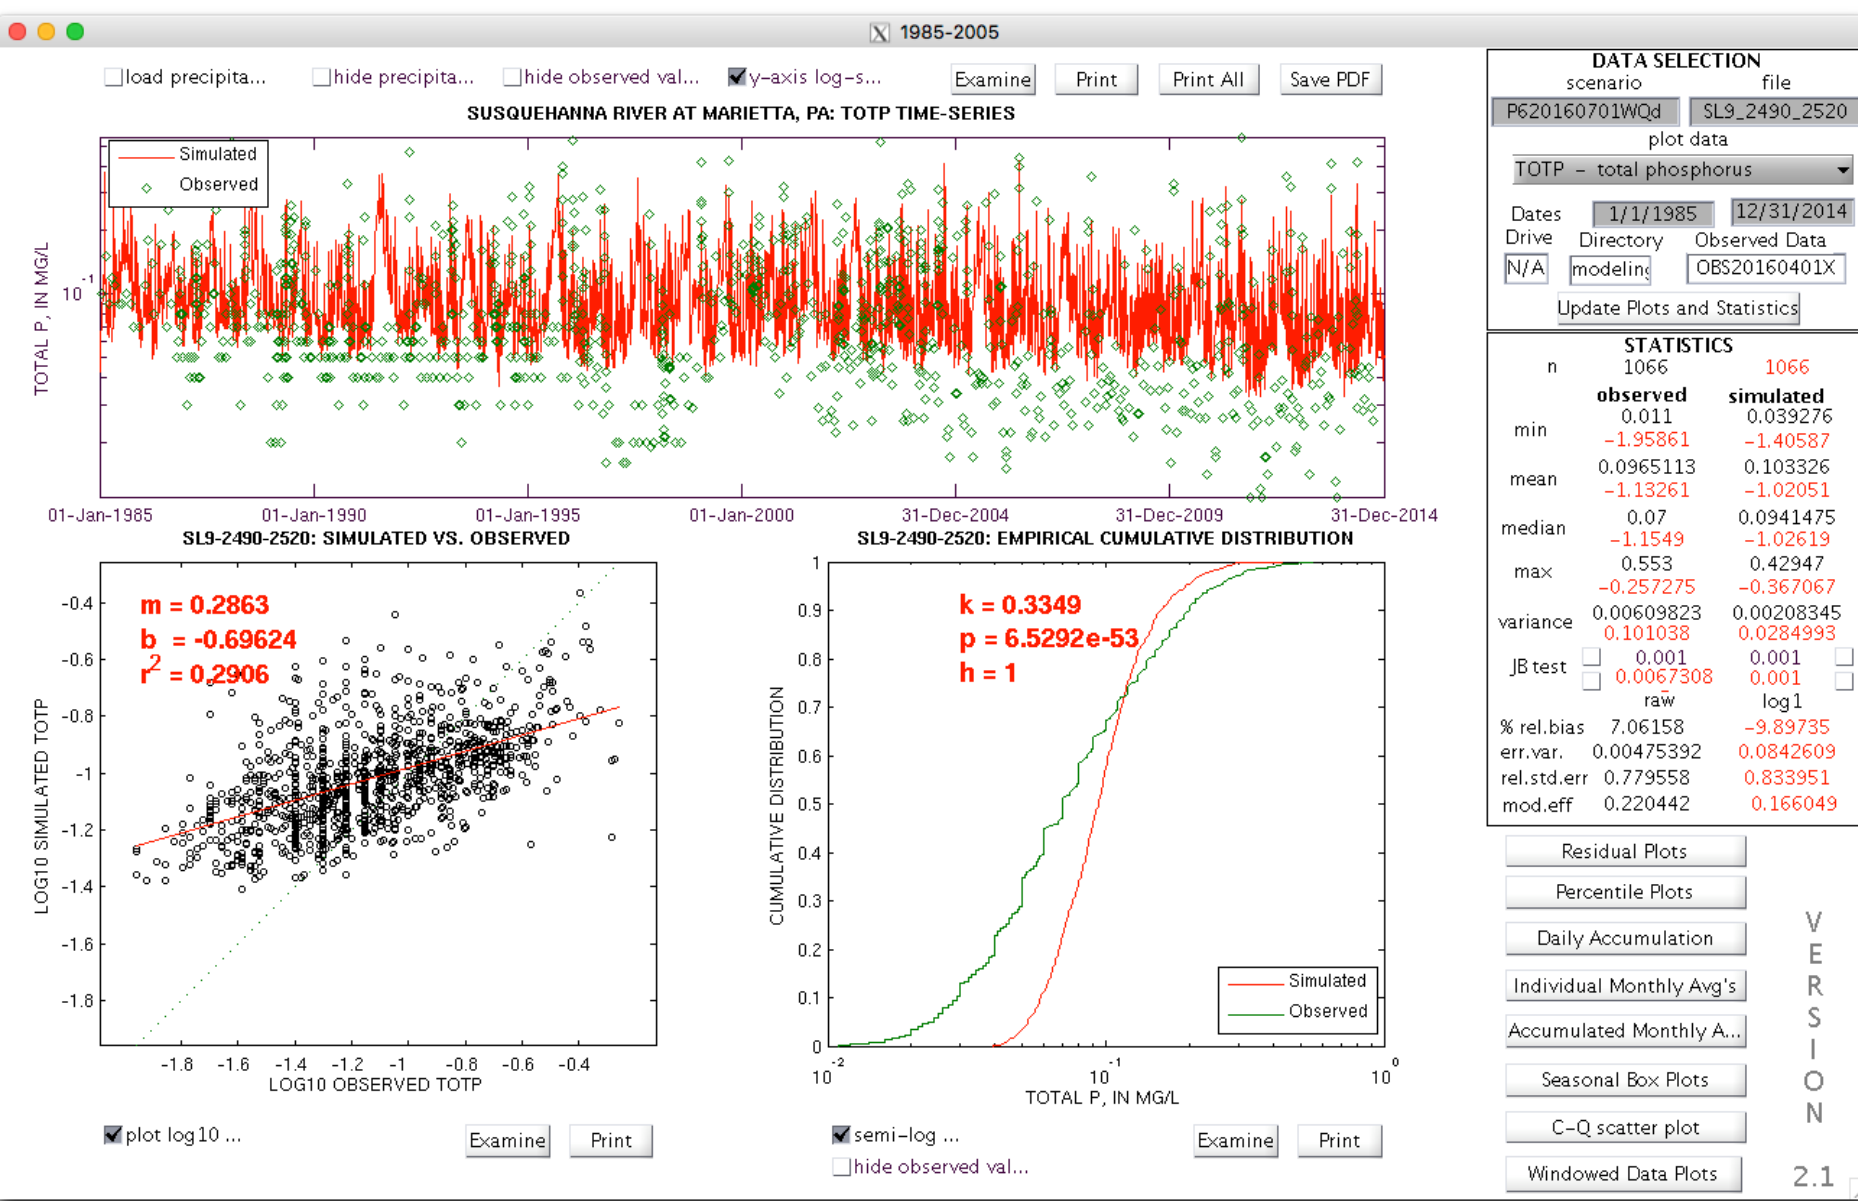 1985-2005
load precipita...
hide precipita...
hide observed val...
y-axis log-s...
Examine
Print
Print All
Save PDF
SUSQUEHANNA RIVER AT MARIETTA, PA: TOTP TIME-SERIES
Simulated
Observed
TOTAL P, IN MG/L
10^-1
01-Jan-1985 01-Jan-1990 01-Jan-1995 01-Jan-2000 31-Dec-2004 31-Dec-2009 31-Dec-2014
SL9-2490-2520: SIMULATED VS. OBSERVED
m = 0.2863
b = -0.69624
r^2 = 0.2906
LOG10 SIMULATED TOTP
-0.4
-0.6
-0.8
-1
-1.2
-1.4
-1.6
-1.8
-1.8 -1.6 -1.4 -1.2 -1 -0.8 -0.6 -0.4
LOG10 OBSERVED TOTP
plot log10 ...
Examine
Print
SL9-2490-2520: EMPIRICAL CUMULATIVE DISTRIBUTION
k = 0.3349
p = 6.5292e-53
h = 1
CUMULATIVE DISTRIBUTION
1
0.9
0.8
0.7
0.6
0.5
0.4
0.3
0.2
0.1
0
Simulated
Observed
10^-2 10^-1 10^0
TOTAL P, IN MG/L
semi-log ...
hide observed val...
Examine
Print
DATA SELECTION
scenario file
P620160701WQd SL9_2490_2520
plot data
TOTP - total phosphorus
Dates 1/1/1985 12/31/2014
Drive Directory Observed Data
N/A modeling OBS20160401X
Update Plots and Statistics
STATISTICS
n 1066 1066
observed simulated
min 0.011 0.039276
-1.95861 -1.40587
mean 0.0965113 0.103326
-1.13261 -1.02051
median 0.07 0.0941475
-1.1549 -1.02619
max 0.553 0.42947
-0.257275 -0.367067
variance 0.00609823 0.00208345
0.101038 0.0284993
JB test 0.001 0.001
0.0067308 0.001
raw log1
% rel.bias 7.06158 -9.89735
err.var. 0.00475392 0.0842609
rel.std.err 0.779558 0.833951
mod.eff 0.220442 0.166049
Residual Plots
Percentile Plots
Daily Accumulation
Individual Monthly Avg's
Accumulated Monthly A...
Seasonal Box Plots
C-Q scatter plot
Windowed Data Plots
VERSION
2.1